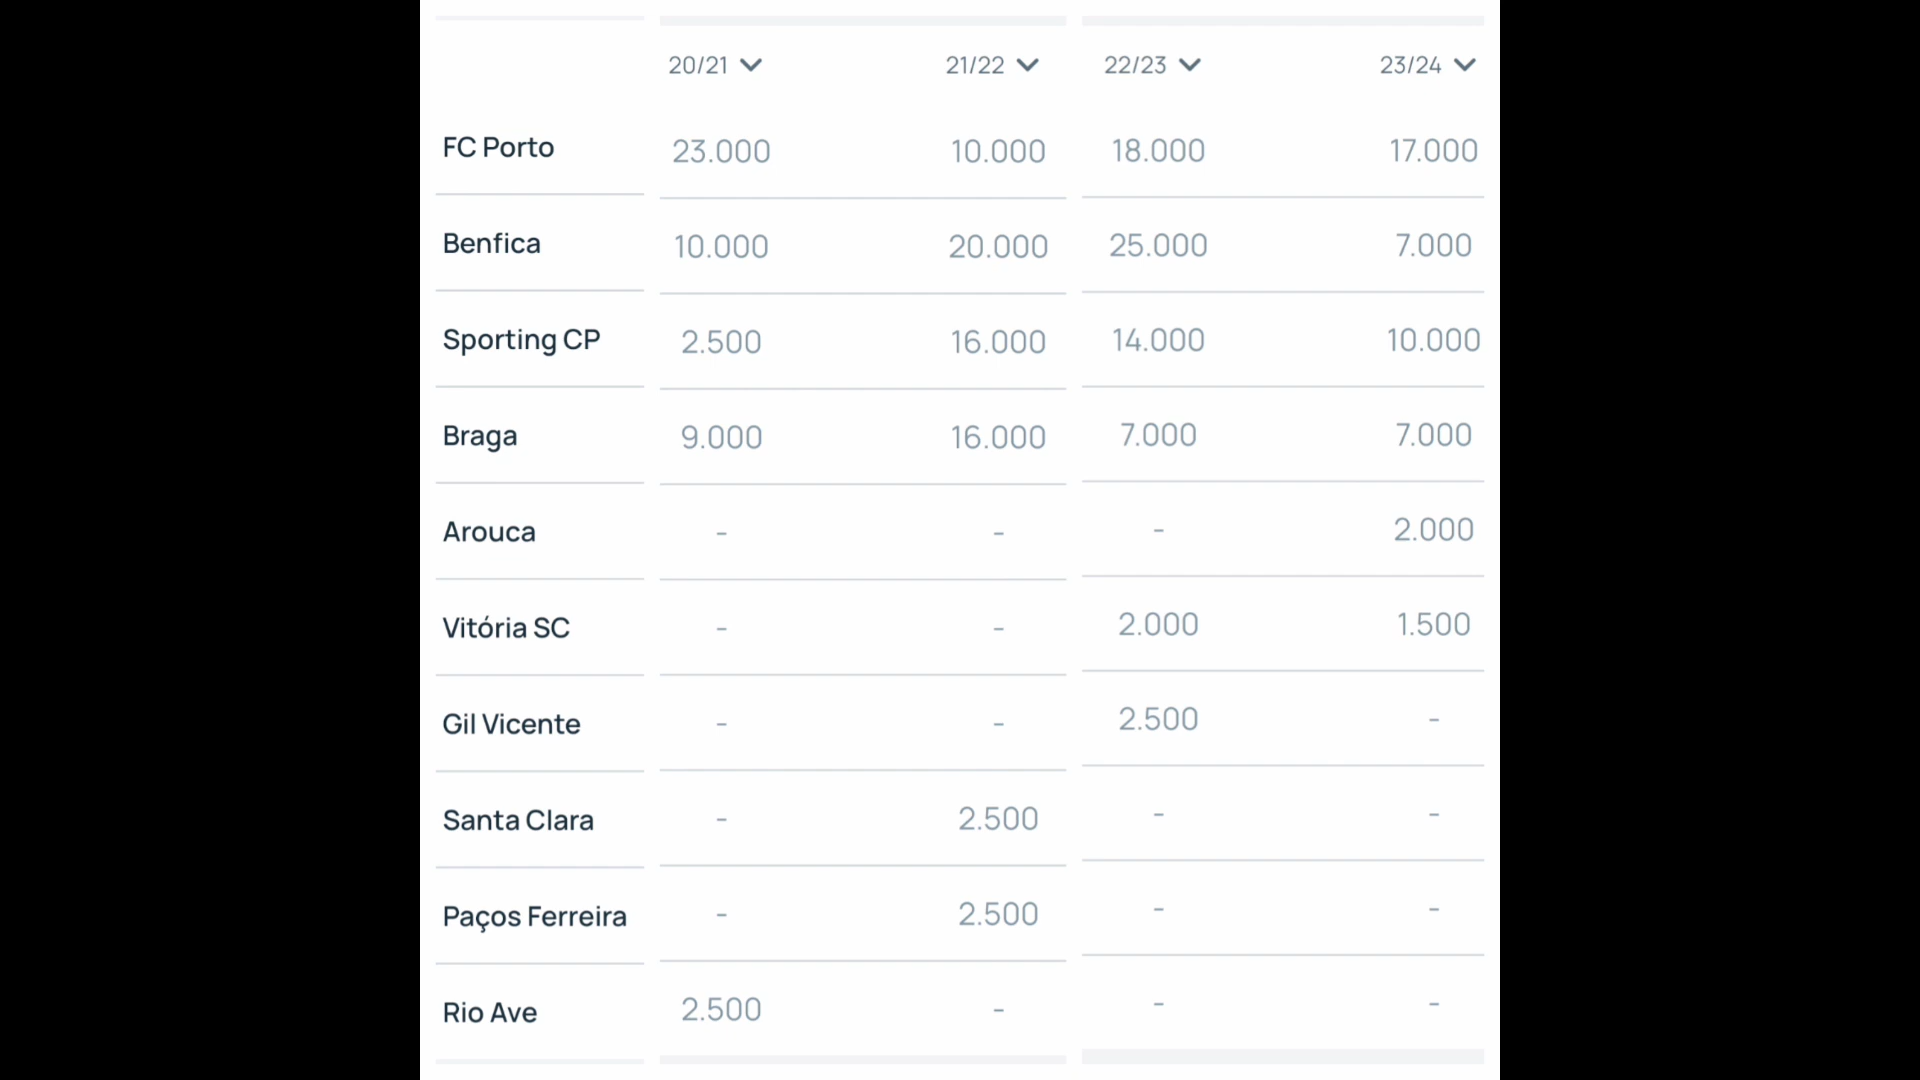 20/21 21/22 22/23 23/24
FC Porto 23.000 10.000 18.000 17.000
Benfica 10.000 20.000 25.000 7.000
Sporting CP 2.500 16.000 14.000 10.000
Braga 9.000 16.000 7.000 7.000
Arouca - - - 2.000
Vitória SC - - 2.000 1.500
Gil Vicente - - 2.500 -
Santa Clara - 2.500 - -
Paços Ferreira - 2.500 - -
Rio Ave 2.500 - - -